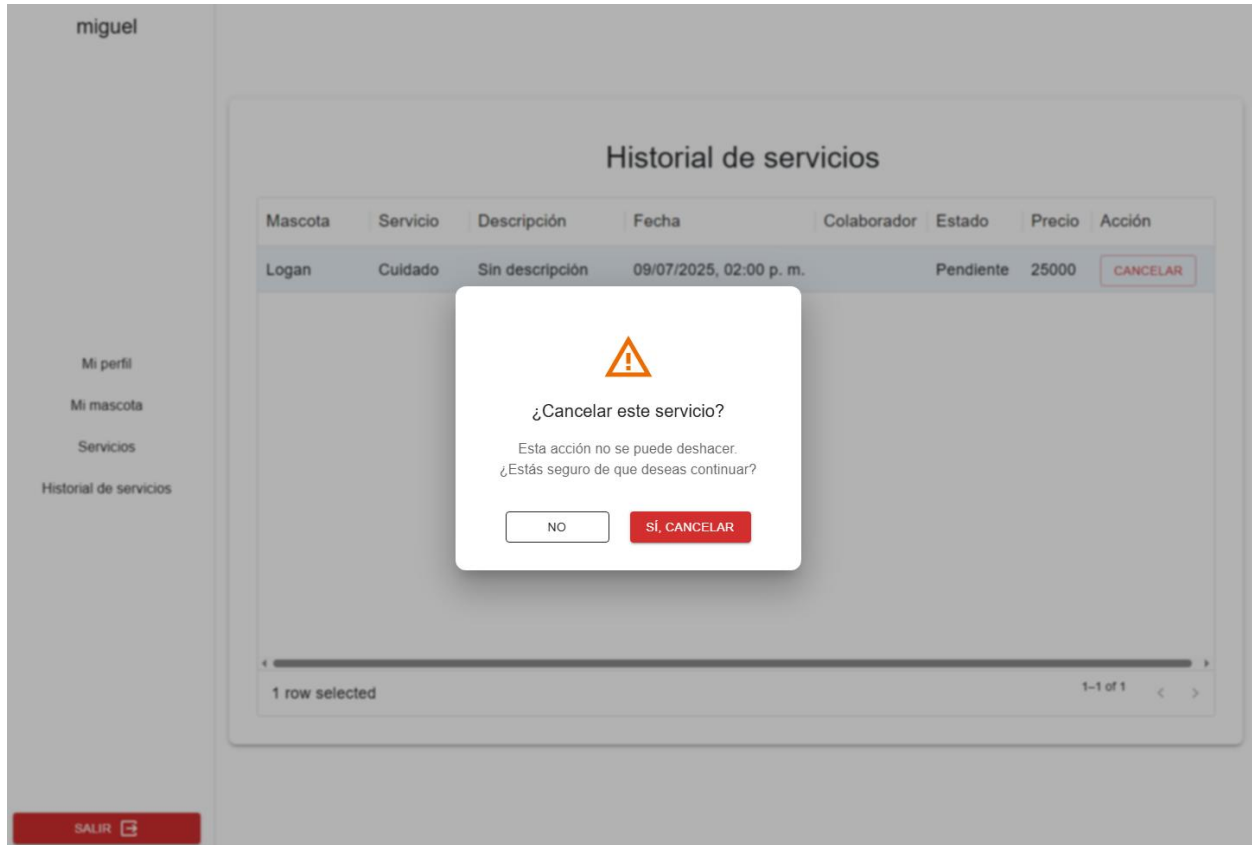 miguel
Historial de servicios
Mascota Servicio Descripción Fecha Colaborador Estado Precio Acción
Logan Cuidado Sin descripción 09/07/2025, 02:00 p. m. Pendiente 25000 CANCELAR
¿Cancelar este servicio?
Esta acción no se puede deshacer.
¿Estás seguro de que deseas continuar?
NO SÍ, CANCELAR
Mi perfil
Mi mascota
Servicios
Historial de servicios
1 row selected 1–1 of 1
SALIR